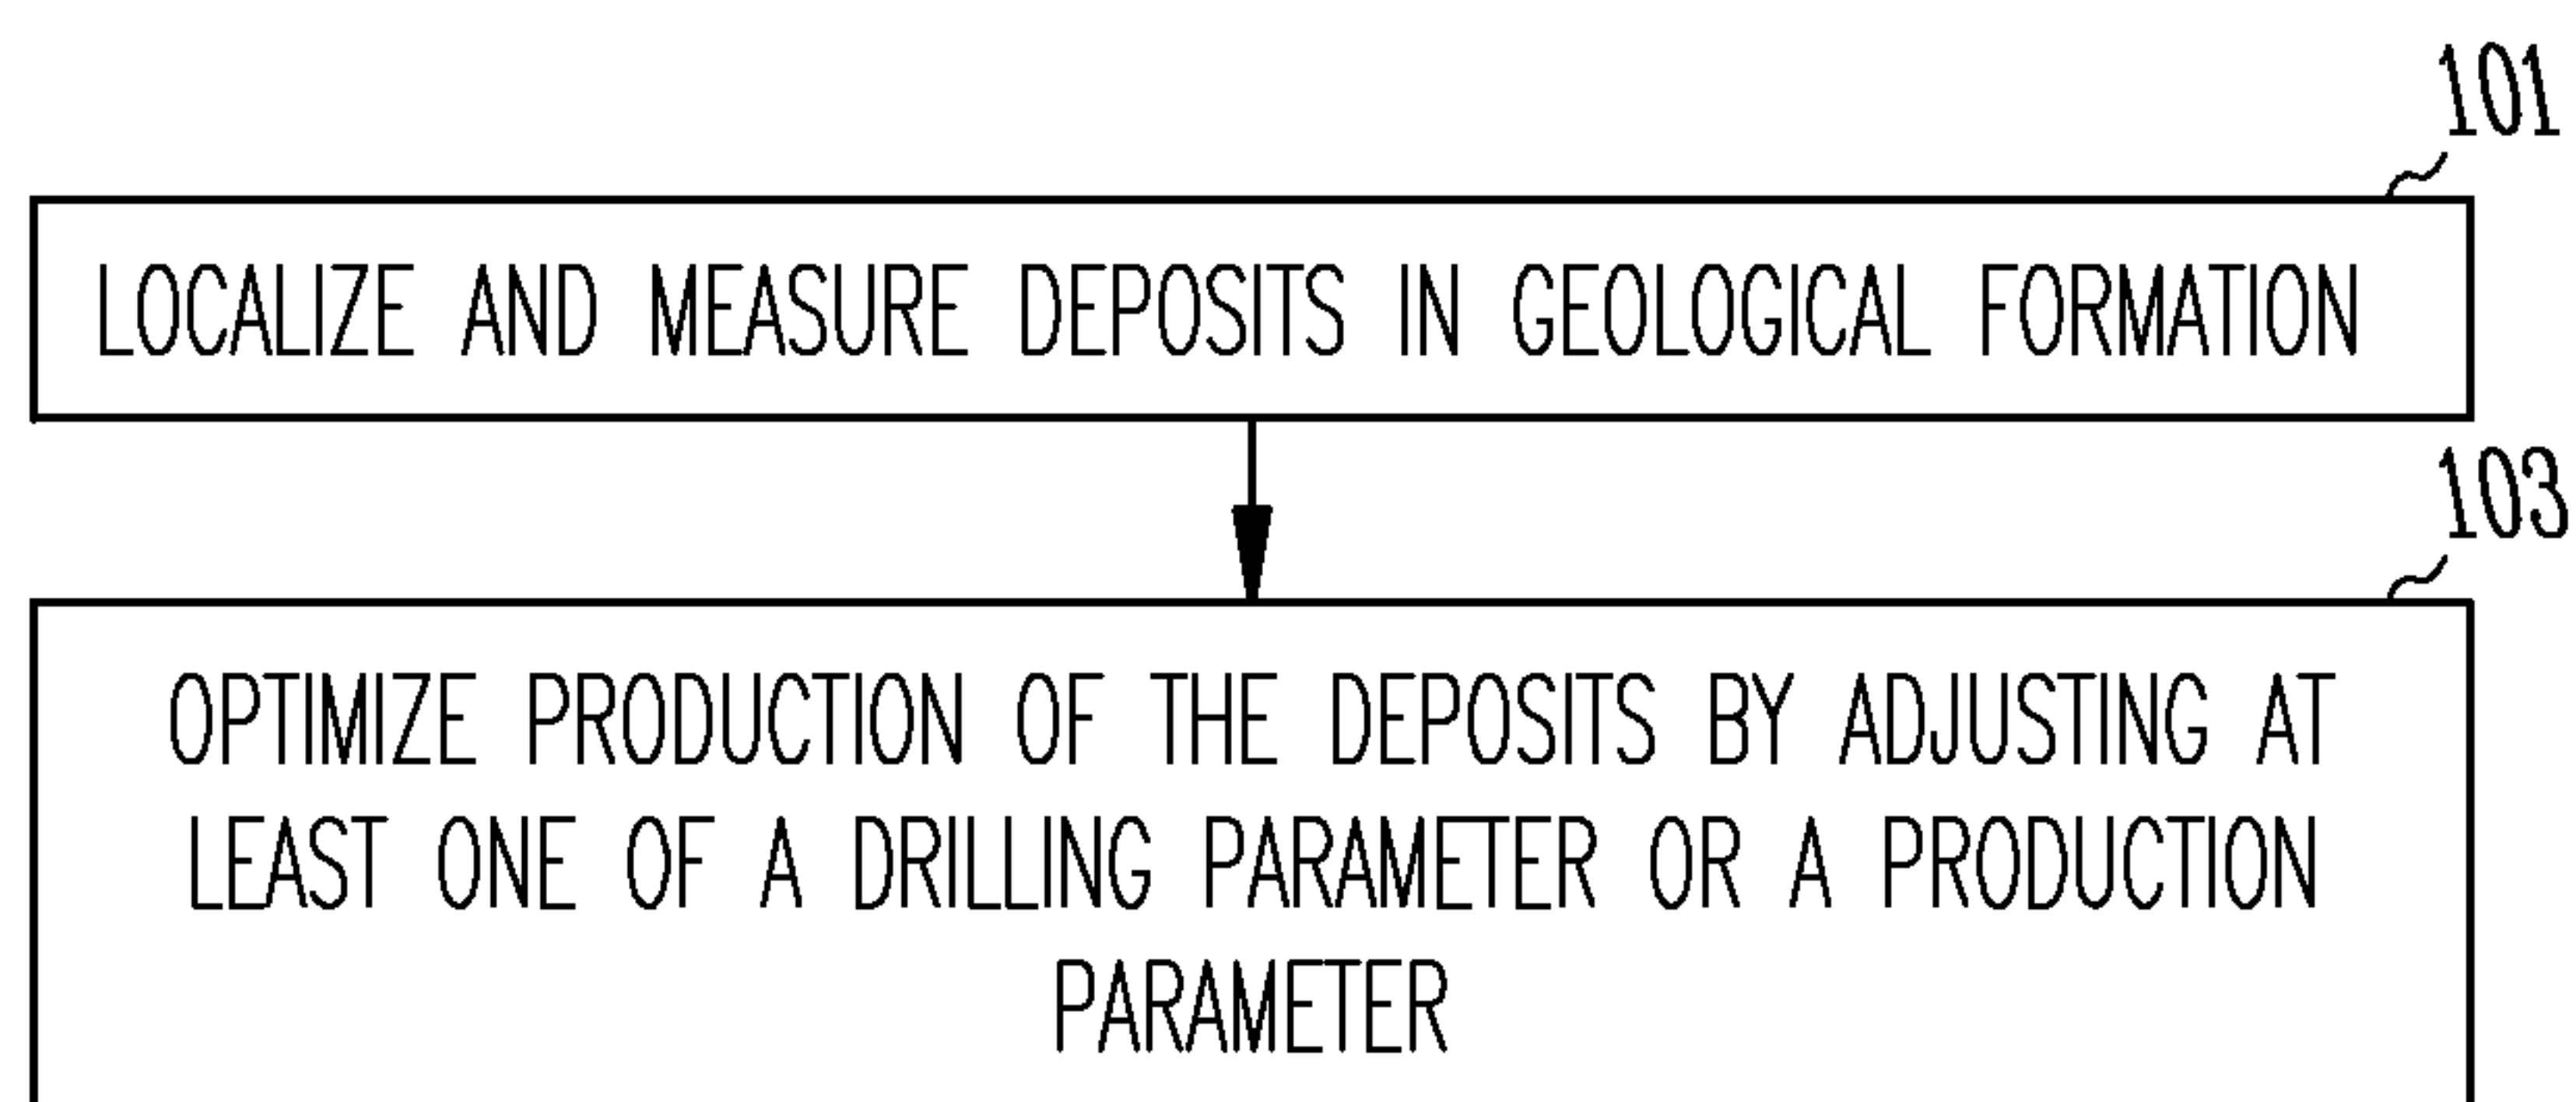 101
LOCALIZE AND MEASURE DEPOSITS IN GEOLOGICAL FORMATION
103
OPTIMIZE PRODUCTION OF THE DEPOSITS BY ADJUSTING AT
LEAST ONE OF A DRILLING PARAMETER OR A PRODUCTION
PARAMETER